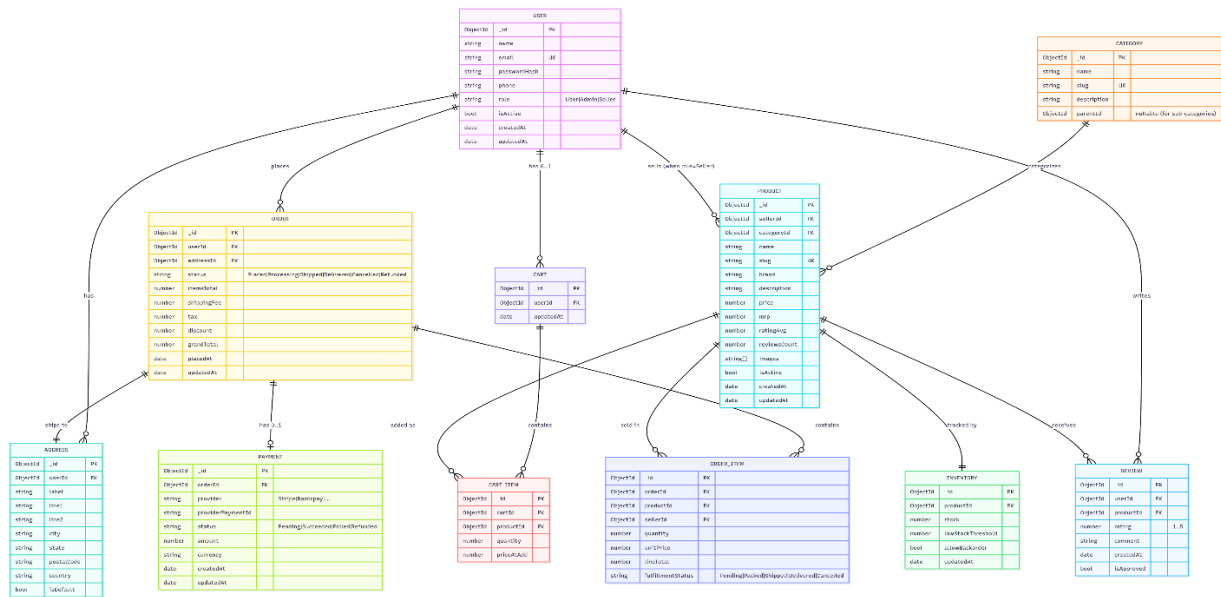 USER
ObjectId _id PK
string name
string email UK
string passwordHash
string phone
string role User|Admin|Seller
bool isActive
date createdAt
date updatedAt
CATEGORY
ObjectId _id PK
string name
string slug UK
string description
ObjectId parentId nullable (for sub-categories)
places
has 0..1
sells (when role=Seller)
categorizes
PRODUCT
ObjectId _id PK
ObjectId sellerId FK
ObjectId categoryId FK
string name
string slug UK
string brand
string description
number price
number mrp
number ratingAvg
number reviewsCount
string[] images
bool isActive
date createdAt
date updatedAt
ORDER
ObjectId _id PK
ObjectId userId FK
ObjectId addressId FK
string status Placed|Processing|Shipped|Delivered|Cancelled|Refunded
number itemsTotal
number shippingFee
number tax
number discount
number grandTotal
date placedAt
date updatedAt
CART
ObjectId _id PK
ObjectId userId FK
date updatedAt
has
writes
ships to
has 0..1
added as
contains
sold in
contains
tracked by
receives
ADDRESS
ObjectId _id PK
ObjectId userId FK
string label
string line1
string line2
string city
string state
string postalCode
string country
bool isDefault
PAYMENT
ObjectId _id PK
ObjectId orderId FK
string provider Stripe|Razorpay|...
string providerPaymentId
string status Pending|Succeeded|Failed|Refunded
number amount
string currency
date createdAt
date updatedAt
CART_ITEM
ObjectId _id PK
ObjectId cartId FK
ObjectId productId FK
number quantity
number priceAtAdd
ORDER_ITEM
ObjectId _id PK
ObjectId orderId FK
ObjectId productId FK
ObjectId sellerId FK
number quantity
number unitPrice
number lineTotal
string fulfillmentStatus Pending|Packed|Shipped|Delivered|Cancelled
INVENTORY
ObjectId _id PK
ObjectId productId FK
number stock
number lowStockThreshold
bool allowBackorder
date updatedAt
REVIEW
ObjectId _id PK
ObjectId userId FK
ObjectId productId FK
number rating 1..5
string comment
date createdAt
bool isApproved